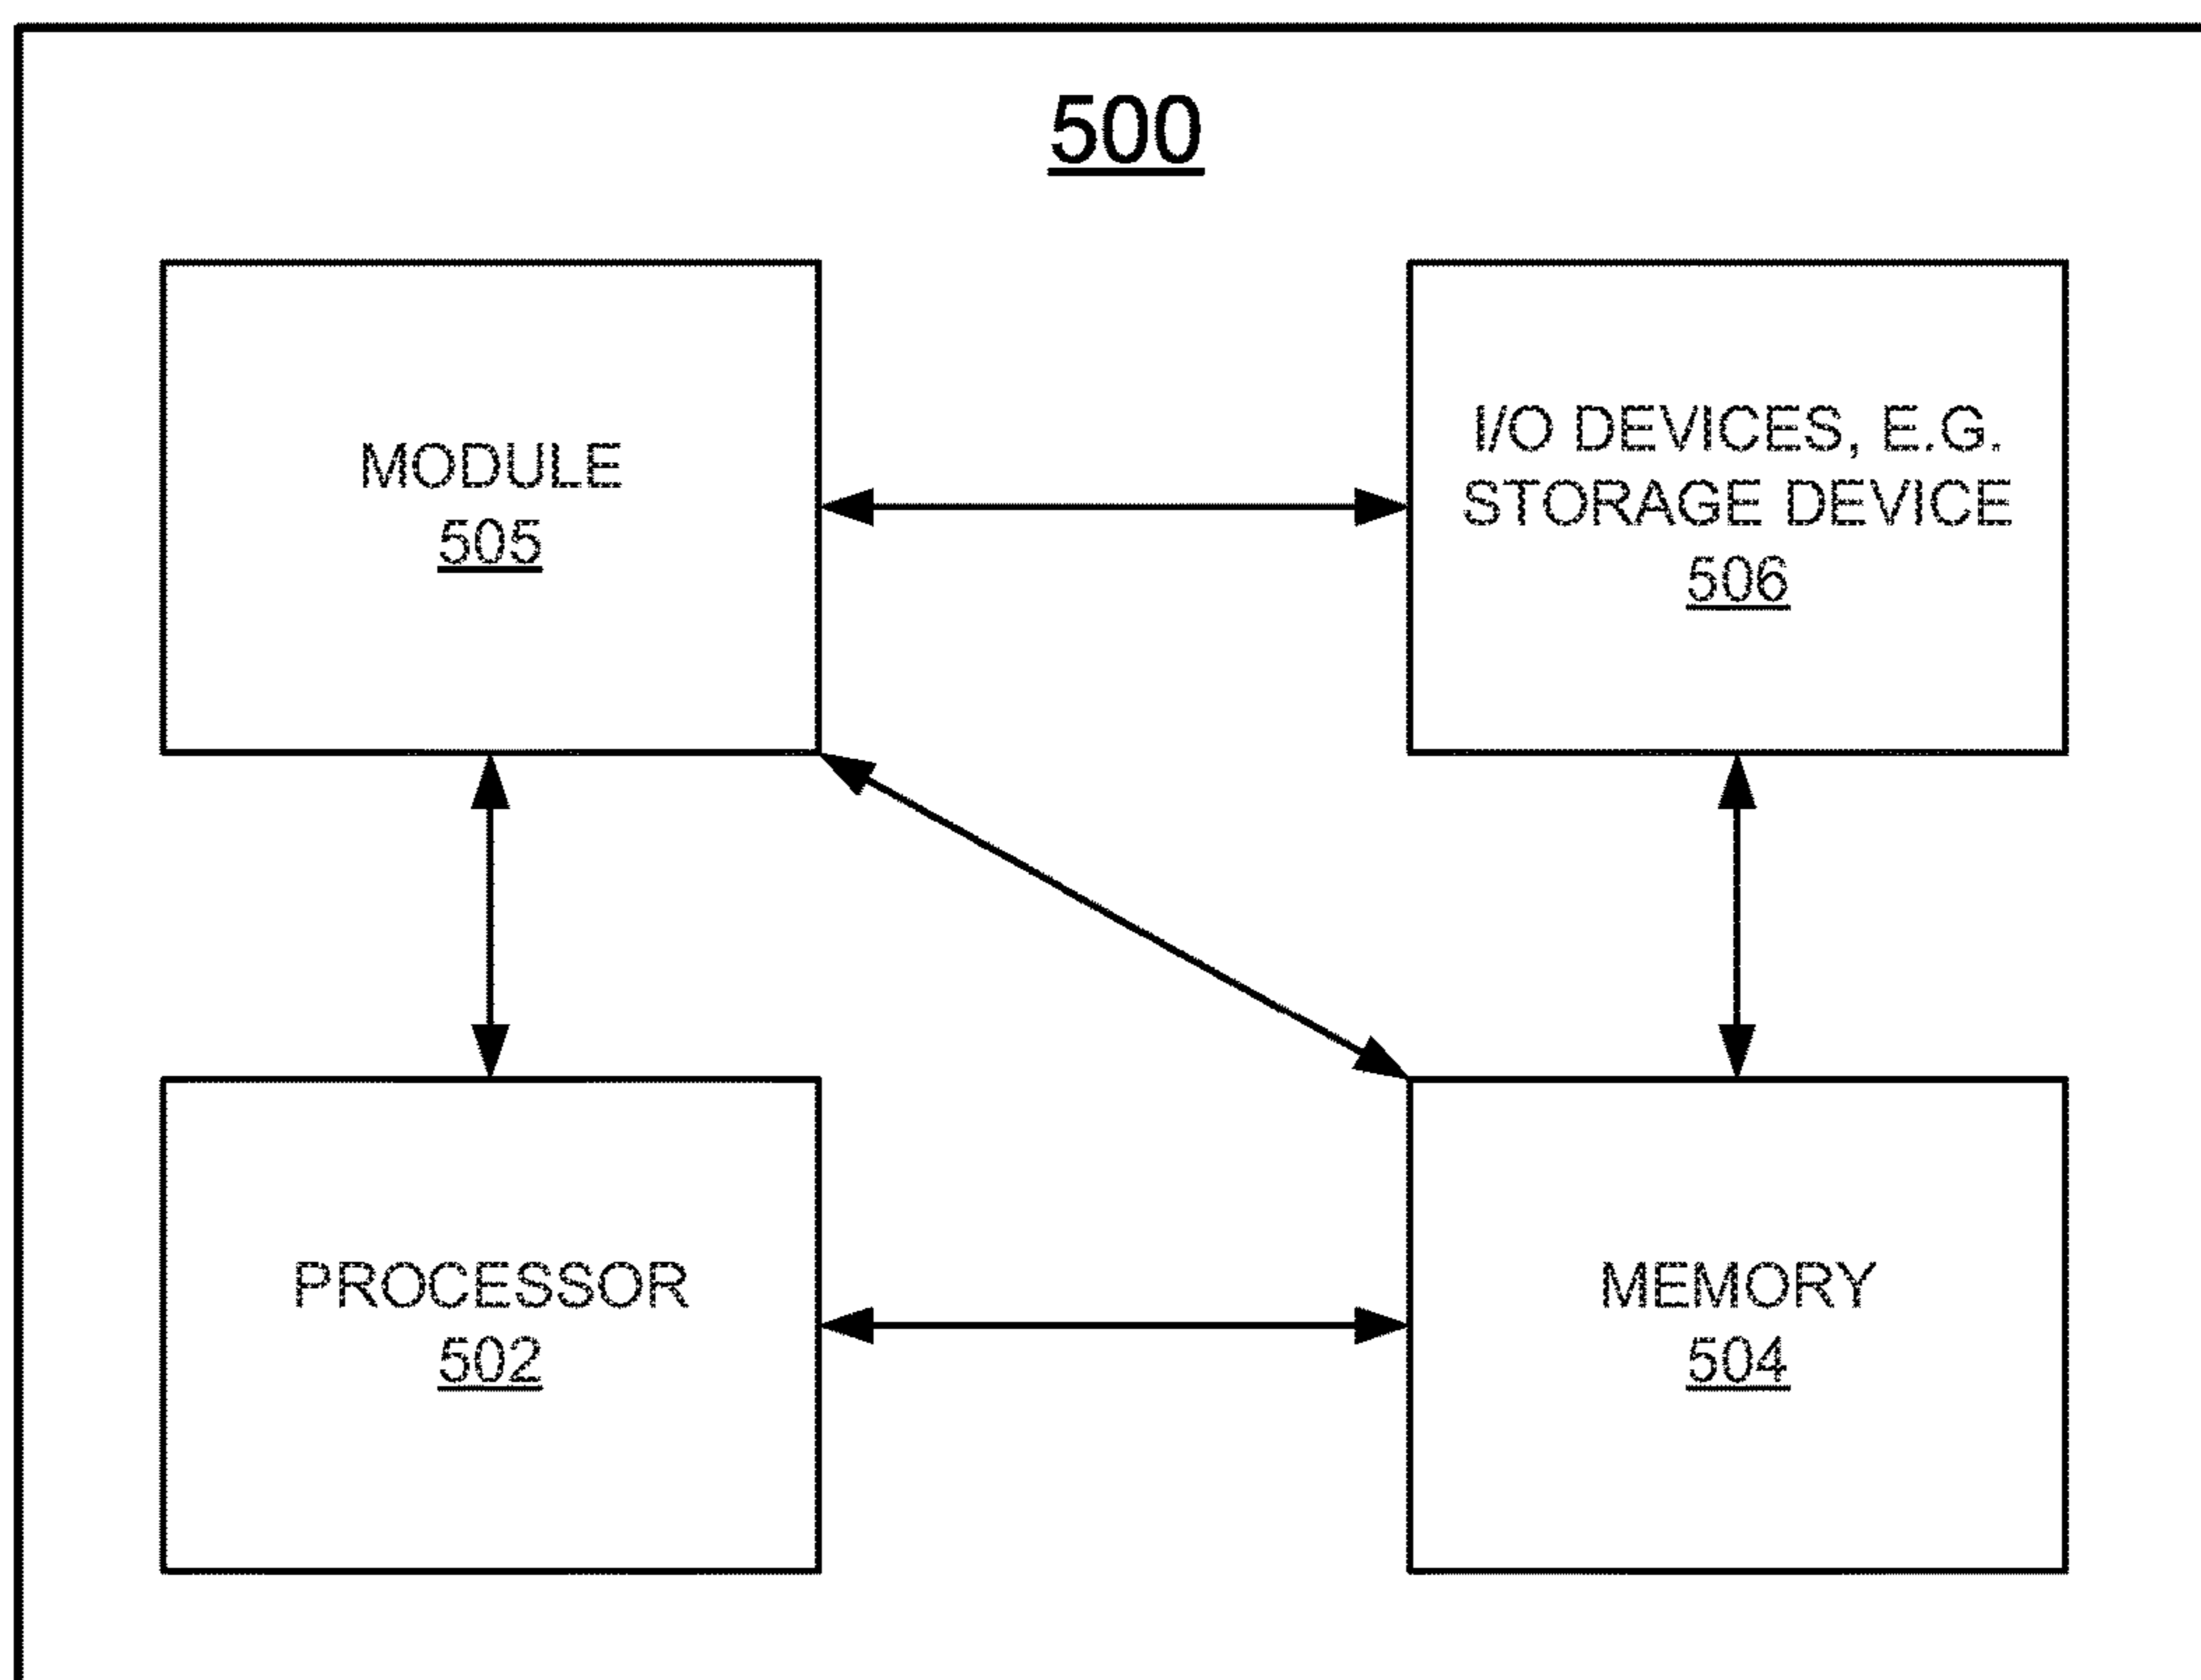 500
MODULE
505
I/O DEVICES, E.G.
STORAGE DEVICE
506
PROCESSOR
502
MEMORY
504